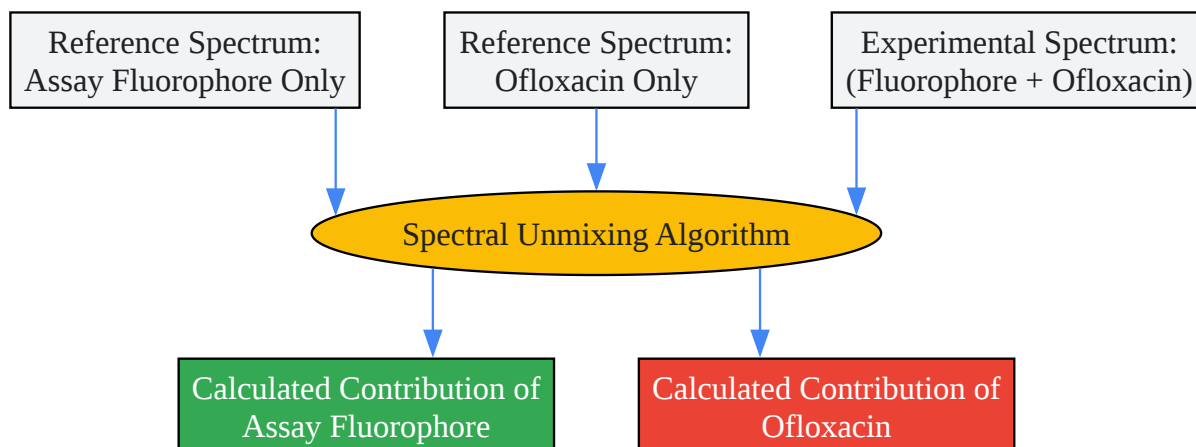 Reference Spectrum:
Assay Fluorophore Only
Reference Spectrum:
Ofloxacin Only
Experimental Spectrum:
(Fluorophore + Ofloxacin)
Spectral Unmixing Algorithm
Calculated Contribution of
Assay Fluorophore
Calculated Contribution of
Ofloxacin